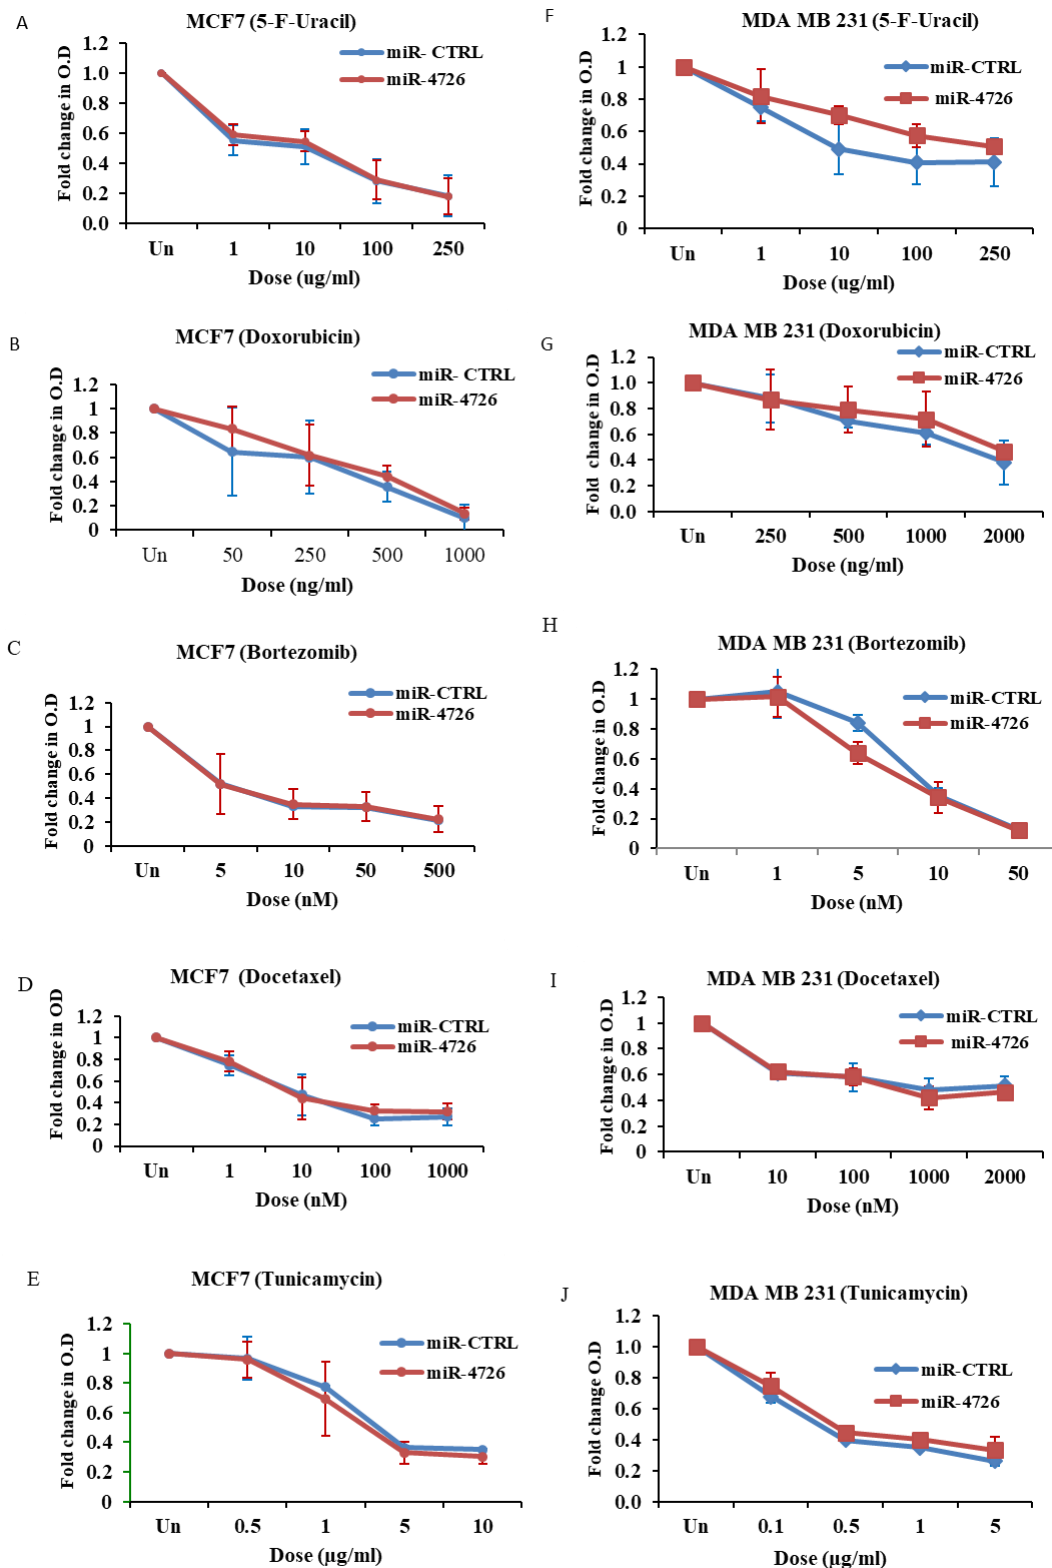 A
MCF7 (5-F-Uracil)
Fold change in O.D
1.2
1.0
0.8
0.6
0.4
0.2
0.0
miR- CTRL
miR-4726
Un 1 10 100 250
Dose (ug/ml)
F
MDA MB 231 (5-F-Uracil)
Fold change in O.D
1.2
1
0.8
0.6
0.4
0.2
0
miR-CTRL
miR-4726
Un 1 10 100 250
Dose (ug/ml)
B
MCF7 (Doxorubicin)
Fold change in O.D
1.2
1
0.8
0.6
0.4
0.2
0
miR- CTRL
miR-4726
Un 50 250 500 1000
Dose (ng/ml)
G
MDA MB 231 (Doxorubicin)
Fold change in O.D
1.2
1.0
0.8
0.6
0.4
0.2
0.0
miR-CTRL
miR-4726
Un 250 500 1000 2000
Dose (ng/ml)
C
MCF7 (Bortezomib)
Fold change in O.D
1.2
1
0.8
0.6
0.4
0.2
0
miR-CTRL
miR-4726
Un 5 10 50 500
Dose (nM)
H
MDA MB 231 (Bortezomib)
Fold change in O.D
1.2
1
0.8
0.6
0.4
0.2
0
miR-CTRL
miR-4726
Un 1 5 10 50
Dose (nM)
D
MCF7 (Docetaxel)
Fold change in OD
1.2
1
0.8
0.6
0.4
0.2
0
miR-CTRL
miR-4726
Un 1 10 100 1000
Dose (nM)
I
MDA MB 231 (Docetaxel)
Fold change in O.D
1.2
1
0.8
0.6
0.4
0.2
0
miR-CTRL
miR-4726
Un 10 100 1000 2000
Dose (nM)
E
MCF7 (Tunicamycin)
Fold change in O.D
1.2
1
0.8
0.6
0.4
0.2
0
miR-CTRL
miR-4726
Un 0.5 1 5 10
Dose (µg/ml)
J
MDA MB 231 (Tunicamycin)
Fold change O.D
1.2
1.0
0.8
0.6
0.4
0.2
0.0
miR-CTRL
miR-4726
Un 0.1 0.5 1 5
Dose (µg/ml)